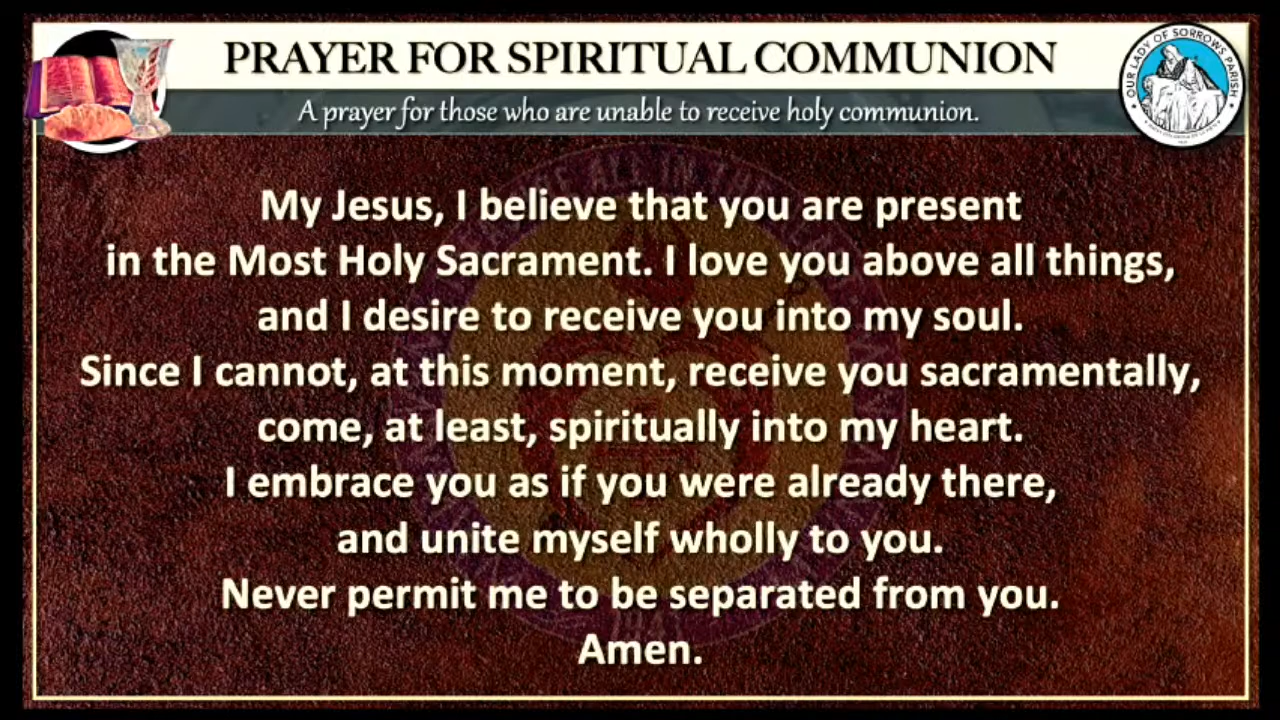 PRAYER FOR SPIRITUAL COMMUNION
A prayer for those who are unable to receive holy communion.
OUR LADY OF SORROWS PARISH
My Jesus, I believe that you are present
in the Most Holy Sacrament. I love you above all things,
and I desire to receive you into my soul.
Since I cannot, at this moment, receive you sacramentally,
come, at least, spiritually into my heart.
I embrace you as if you were already there,
and unite myself wholly to you.
Never permit me to be separated from you.
Amen.